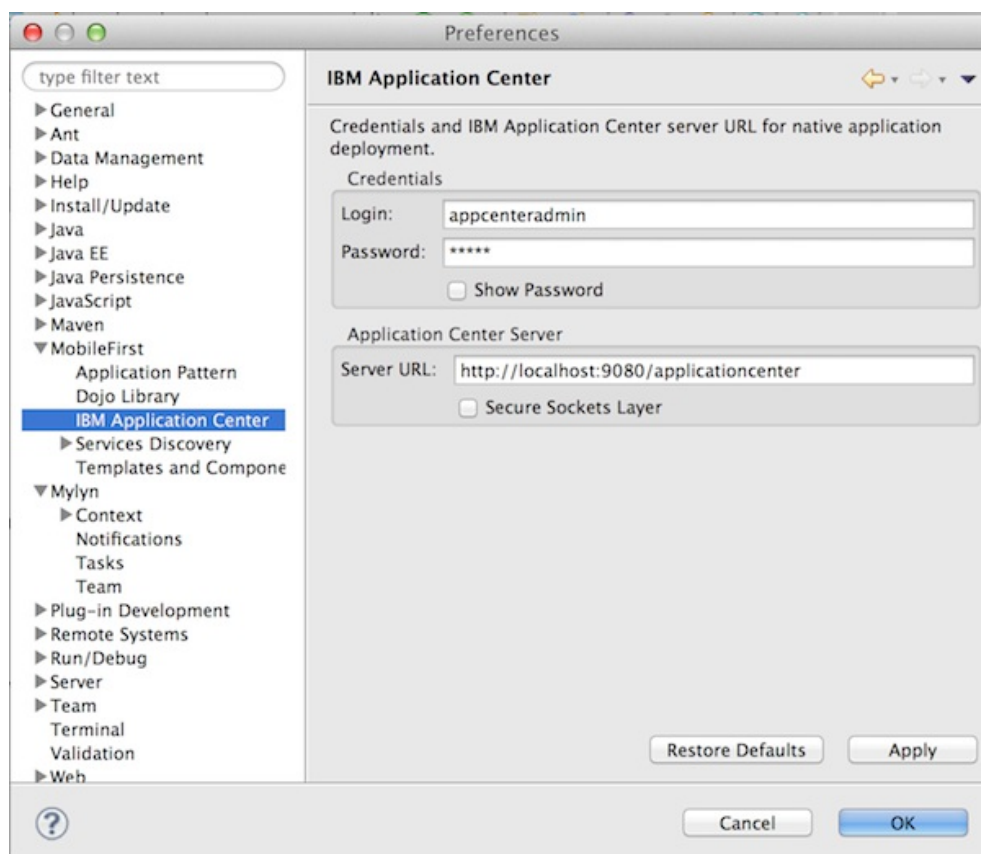 Preferences
type filter text
General
Ant
Data Management
Help
Install/Update
Java
Java EE
Java Persistence
JavaScript
Maven
MobileFirst
Application Pattern
Dojo Library
IBM Application Center
Services Discovery
Templates and Compone
Mylyn
Context
Notifications
Tasks
Team
Plug-in Development
Remote Systems
Run/Debug
Server
Team
Terminal
Validation
Web
IBM Application Center
Credentials and IBM Application Center server URL for native application
deployment.
Credentials
Login: appcenteradmin
Password: *****
Show Password
Application Center Server
Server URL: http://localhost:9080/applicationcenter
Secure Sockets Layer
Restore Defaults Apply
? Cancel OK